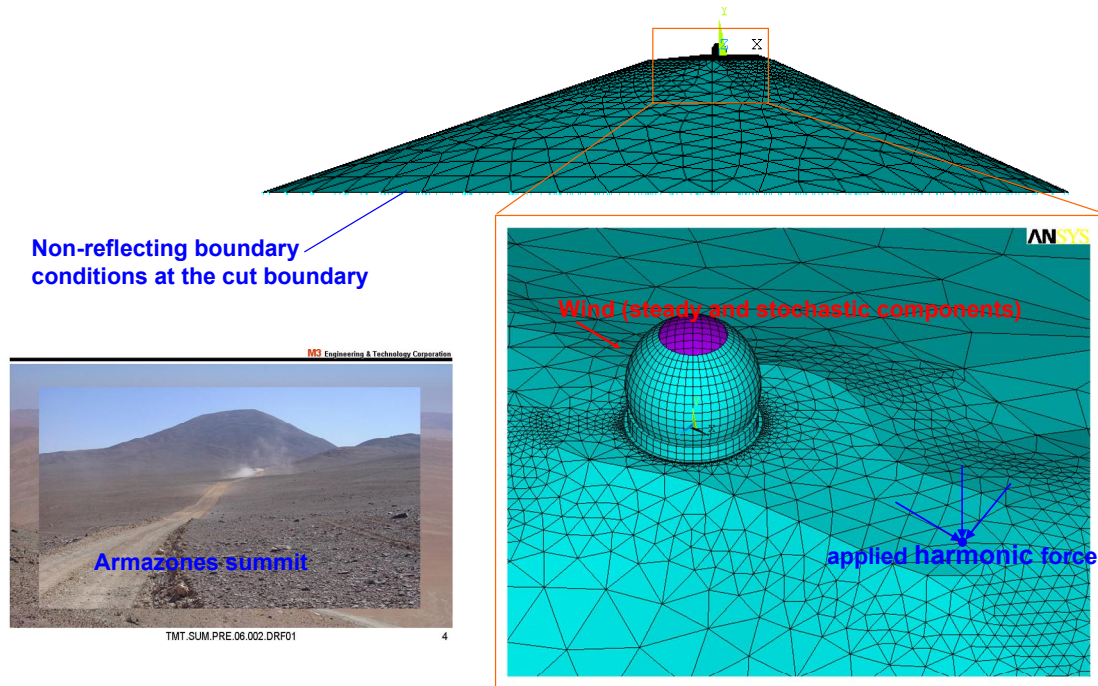 Y
Z
X
Non-reflecting boundary
conditions at the cut boundary
ANSYS
Wind (steady and stochastic components)
M3 Engineering & Technology Corporation
Armazones summit
applied harmonic force
TMT.SUM.PRE.06.002.DRF01
4